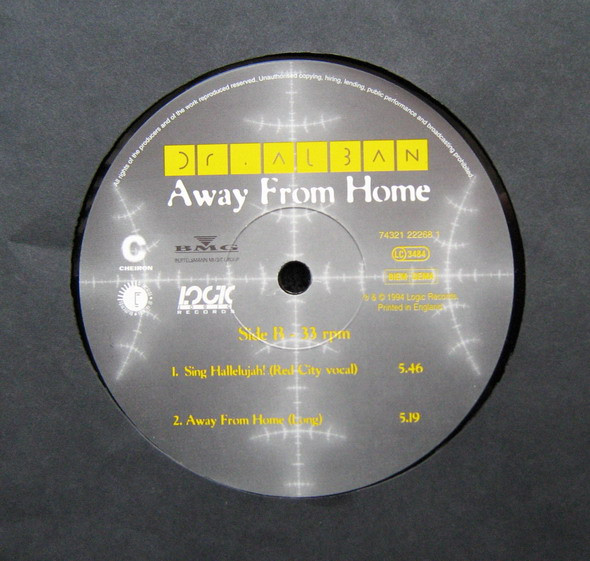 All rights of the producers and of the work reproduced reserved. Unauthorised copying, hiring, lending, public performance and broadcasting prohibited
Dr. ALBAN
Away From Home
CHEIRON
BMG
BERTELSMANN MUSIC GROUP
LOGIC
RECORDS
74321 22268 1
LC 3484
GEMA BIEM
℗ & © 1994 Logic Records
Printed in England
Side B - 33 rpm
1. Sing Hallelujah! (Red City vocal) 5.46
2. Away From Home (Long) 5.19